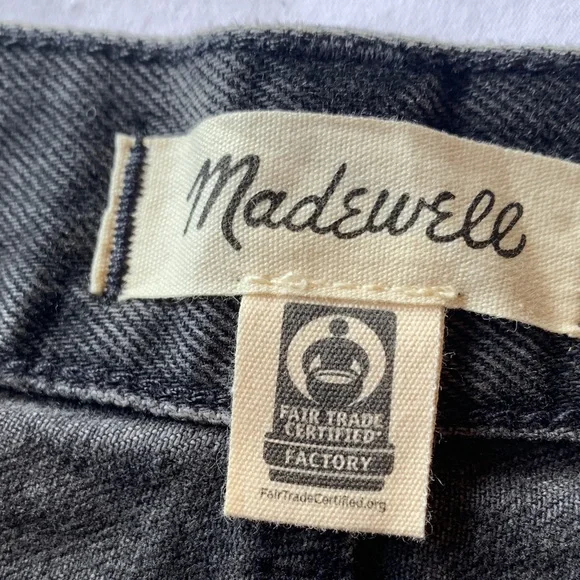 Madewell
FAIR TRADE
CERTIFIED
FACTORY
FairTradeCertified.org